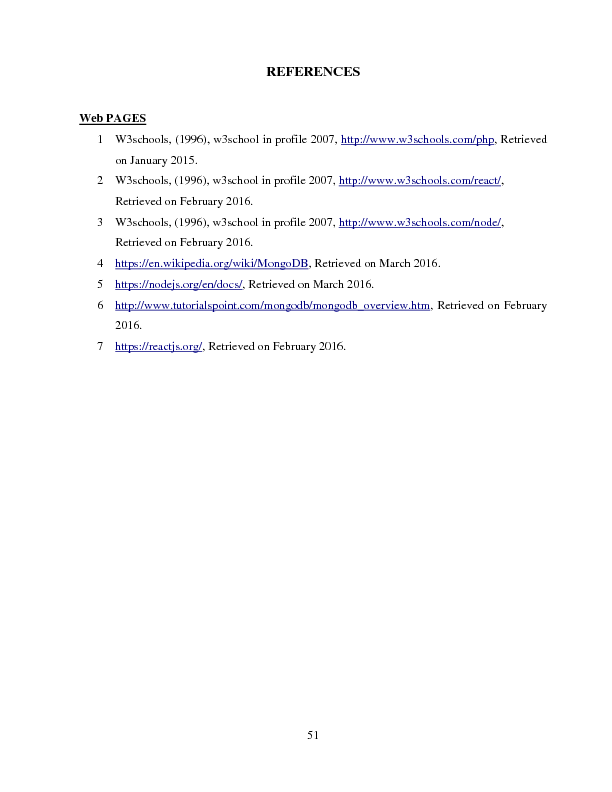 REFERENCES
Web PAGES
1 W3schools, (1996), w3school in profile 2007, http://www.w3schools.com/php, Retrieved
on January 2015.
2 W3schools, (1996), w3school in profile 2007, http://www.w3schools.com/react/,
Retrieved on February 2016.
3 W3schools, (1996), w3school in profile 2007, http://www.w3schools.com/node/,
Retrieved on February 2016.
4 https://en.wikipedia.org/wiki/MongoDB, Retrieved on March 2016.
5 https://nodejs.org/en/docs/, Retrieved on March 2016.
6 http://www.tutorialspoint.com/mongodb/mongodb_overview.htm, Retrieved on February
2016.
7 https://reactjs.org/, Retrieved on February 2016.
51